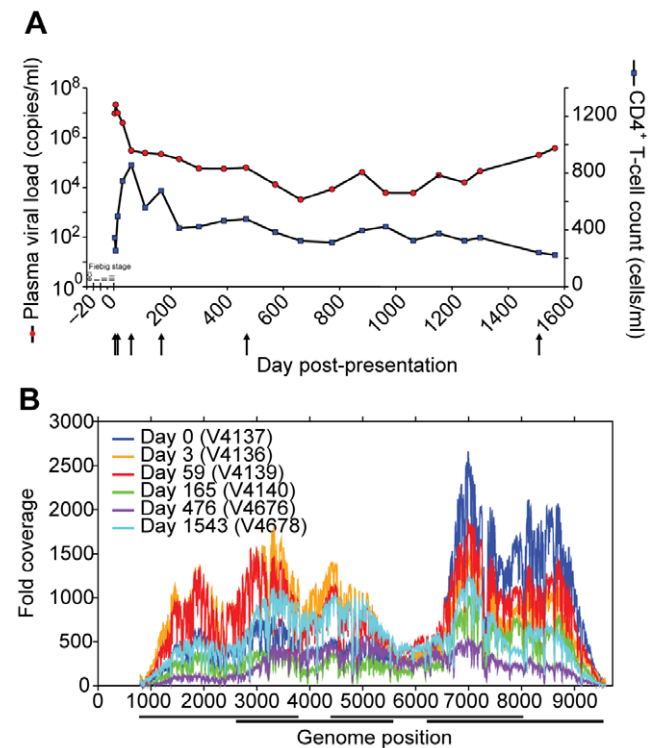 A
Plasma viral load (copies/ml)
10^8
10^6
10^4
10^2
10^0
1200
800
400
0
CD4+ T-cell count (cells/ml)
Fiebig stage
−20 0 200 400 600 800 1000 1200 1400 1600
Day post-presentation
B
Fold coverage
3000
2500
2000
1500
1000
500
0
Day 0 (V4137)
Day 3 (V4136)
Day 59 (V4139)
Day 165 (V4140)
Day 476 (V4676)
Day 1543 (V4678)
0 1000 2000 3000 4000 5000 6000 7000 8000 9000
Genome position